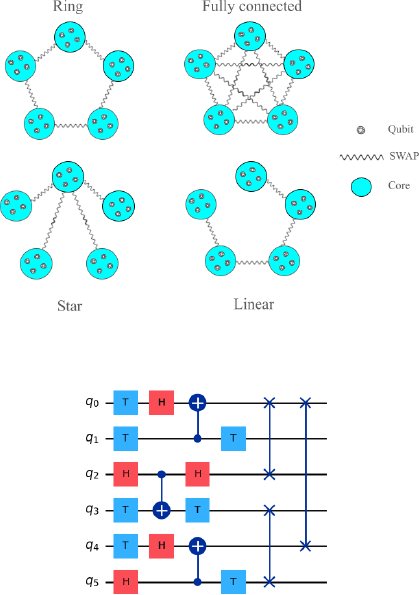 Ring
Fully connected
Qubit
SWAP
Core
Star
Linear
q0 T H
q1 T T
q2 H H
q3 T T
q4 T H
q5 H T